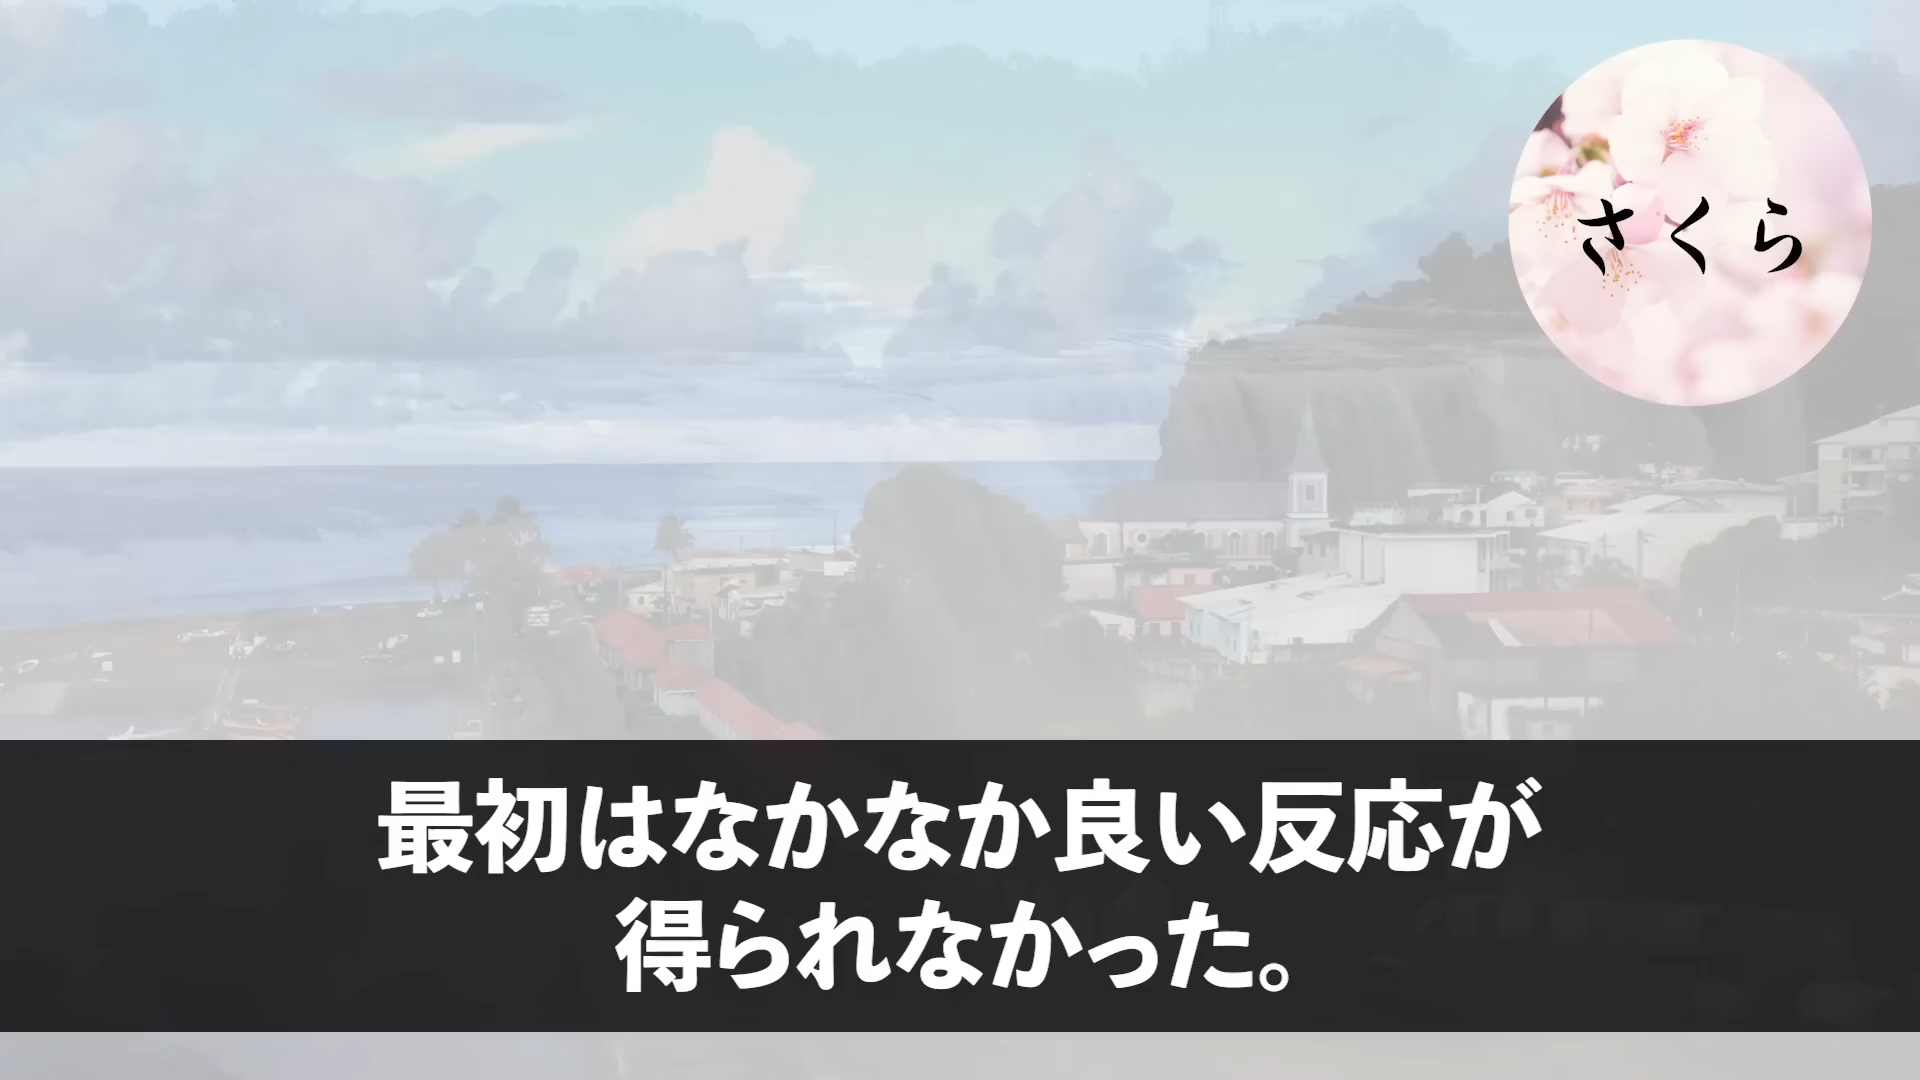 さくら
最初はなかなか良い反応が
得られなかった。